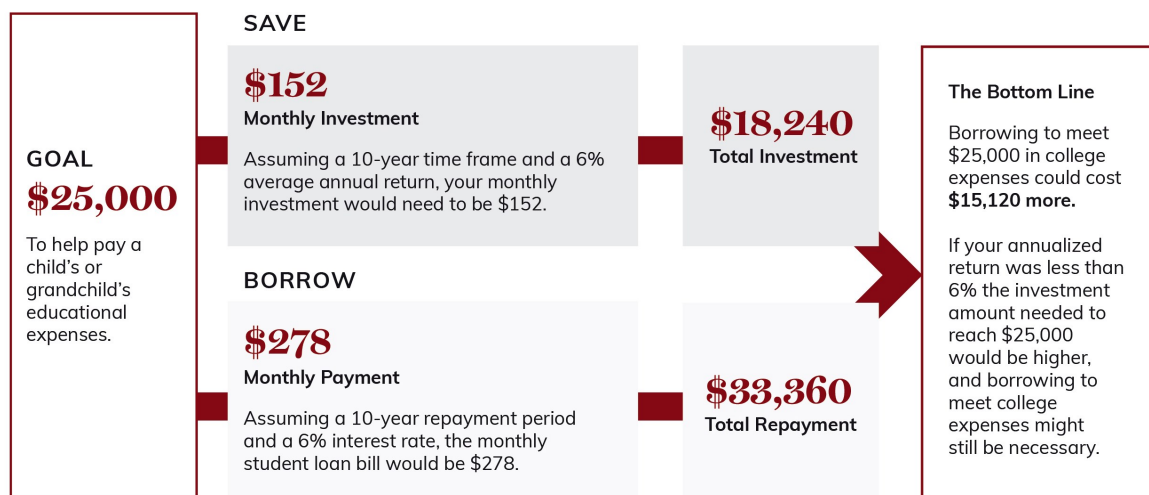 GOAL
$25,000
To help pay a
child’s or
grandchild’s
educational
expenses.
SAVE
$152
Monthly Investment
Assuming a 10-year time frame and a 6%
average annual return, your monthly
investment would need to be $152.
$18,240
Total Investment
BORROW
$278
Monthly Payment
Assuming a 10-year repayment period
and a 6% interest rate, the monthly
student loan bill would be $278.
$33,360
Total Repayment
The Bottom Line
Borrowing to meet
$25,000 in college
expenses could cost
$15,120 more.
If your annualized
return was less than
6% the investment
amount needed to
reach $25,000
would be higher,
and borrowing to
meet college
expenses might
still be necessary.